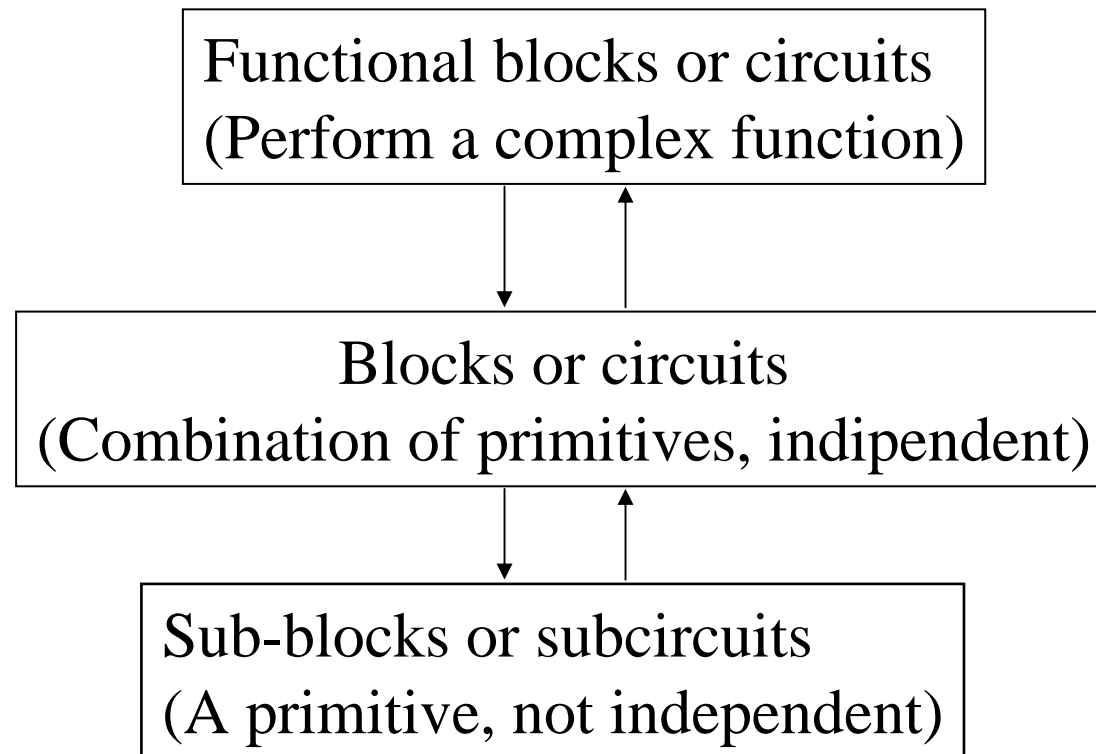 Functional blocks or circuits
(Perform a complex function)
Blocks or circuits
(Combination of primitives, indipendent)
Sub-blocks or subcircuits
(A primitive, not independent)